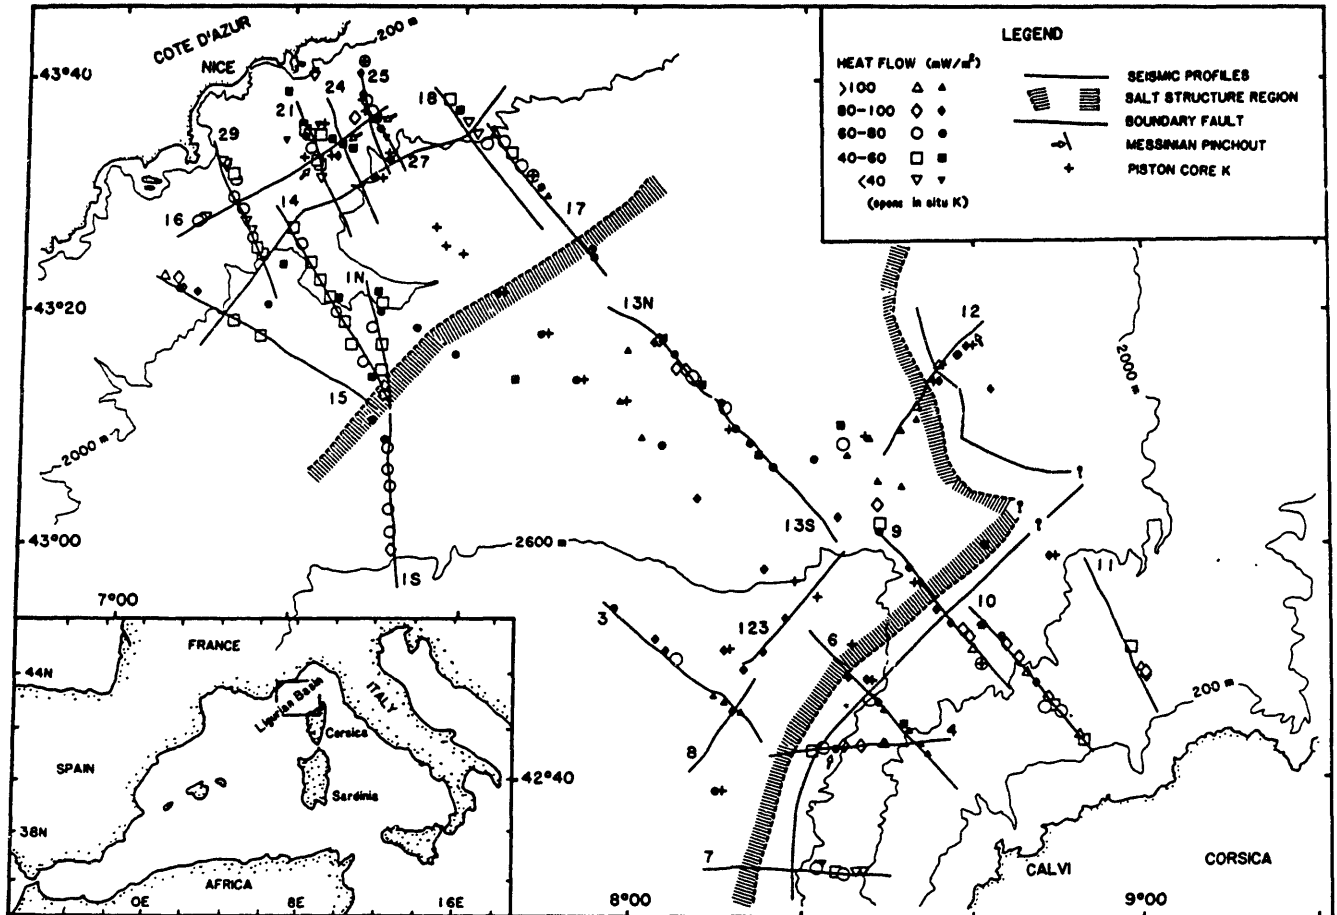 COTE D'AZUR
NICE
200 m
LEGEND
HEAT FLOW (mW/m²)
>100
80-100
60-80
40-60
<40
(opens in situ K)
SEISMIC PROFILES
SALT STRUCTURE REGION
BOUNDARY FAULT
MESSINIAN PINCHOUT
PISTON CORE K
43°40
24
25
21
18
29
27
16
14
17
1N
43°20
13N
12
2000 m
15
2000 m
13S
9
43°00
2600 m
1S
11
7°00
3
123
6
10
200 m
8
4
7
FRANCE
44N
Ligurian Basin
ITALY
Corsica
SPAIN
Sardinia
42°40
38N
AFRICA
0E
8E
16E
8°00
CALVI
CORSICA
9°00